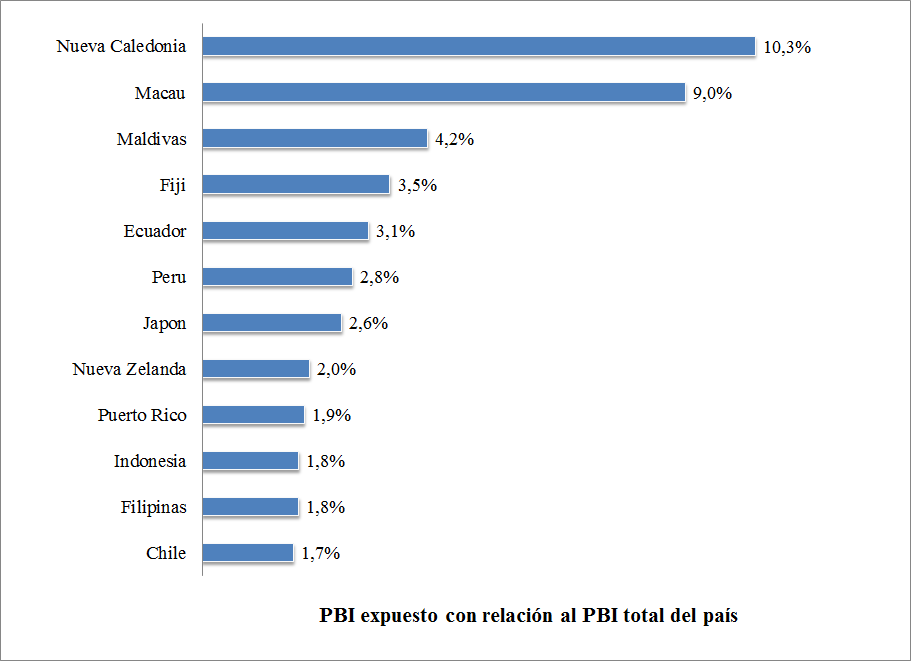 Nueva Caledonia 10,3%
Macau 9,0%
Maldivas 4,2%
Fiji 3,5%
Ecuador 3,1%
Peru 2,8%
Japon 2,6%
Nueva Zelanda 2,0%
Puerto Rico 1,9%
Indonesia 1,8%
Filipinas 1,8%
Chile 1,7%
PBI expuesto con relación al PBI total del país